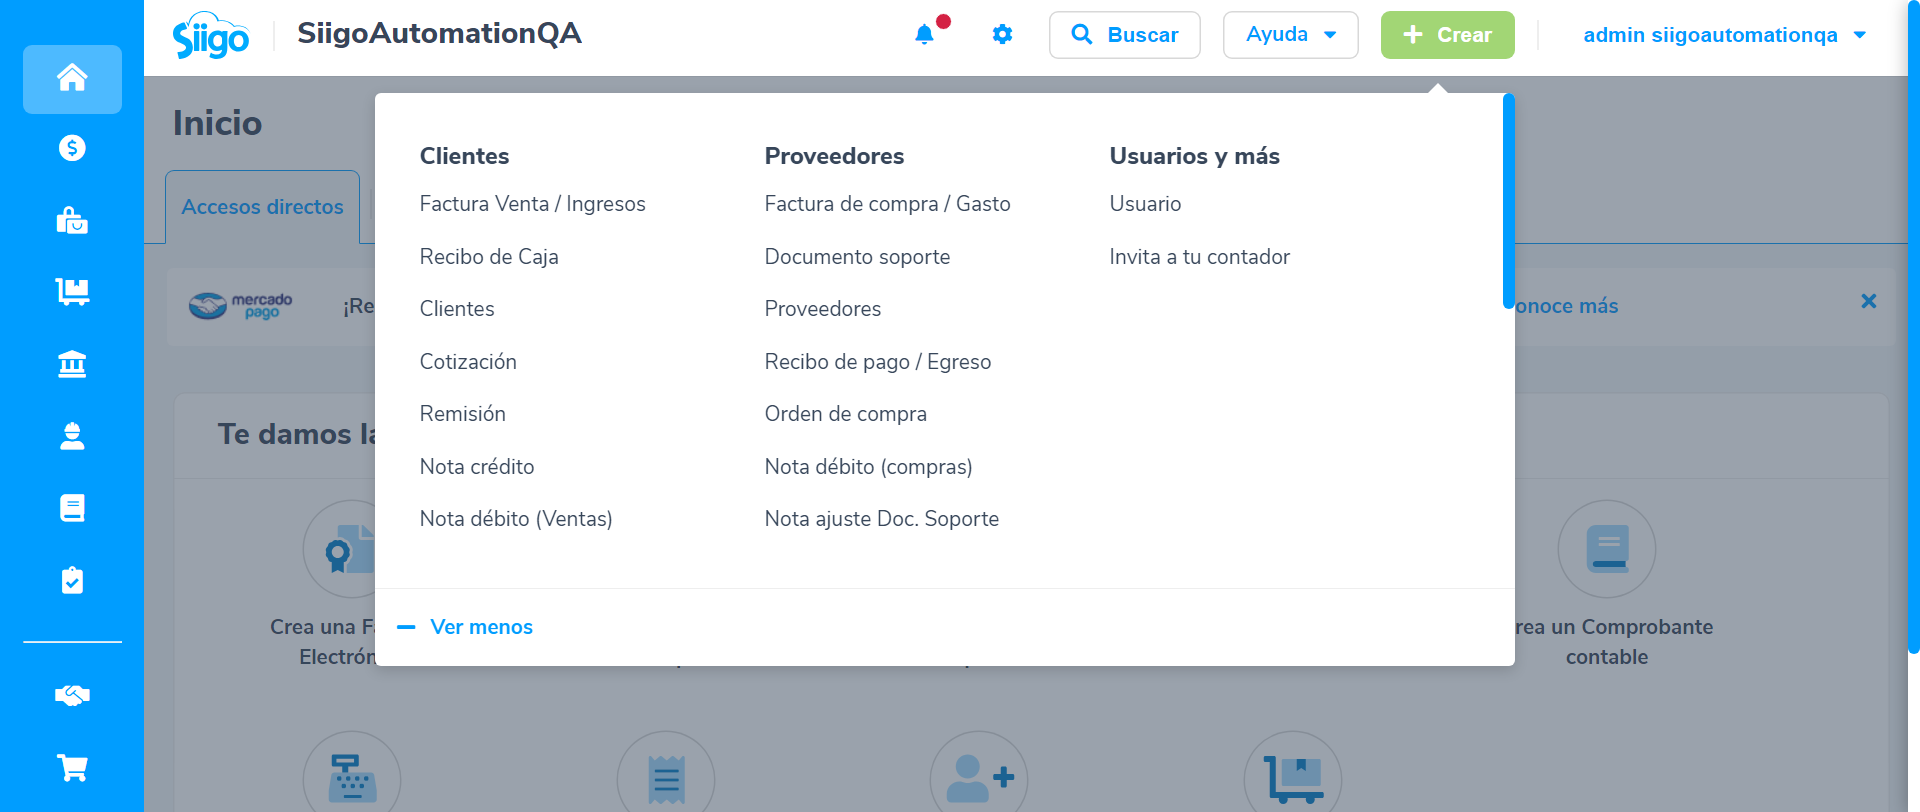 Siigo
SiigoAutomationQA
Buscar
Ayuda
Crear
admin siigoautomationqa
Inicio
Accesos directos
Clientes
Factura Venta / Ingresos
Recibo de Caja
Clientes
Cotización
Remisión
Nota crédito
Nota débito (Ventas)
Proveedores
Factura de compra / Gasto
Documento soporte
Proveedores
Recibo de pago / Egreso
Orden de compra
Nota débito (compras)
Nota ajuste Doc. Soporte
Usuarios y más
Usuario
Invita a tu contador
Ver menos
mercado
pago
¡Re
onoce más
Te damos la
Crea una F
Electrón
rea un Comprobante
contable